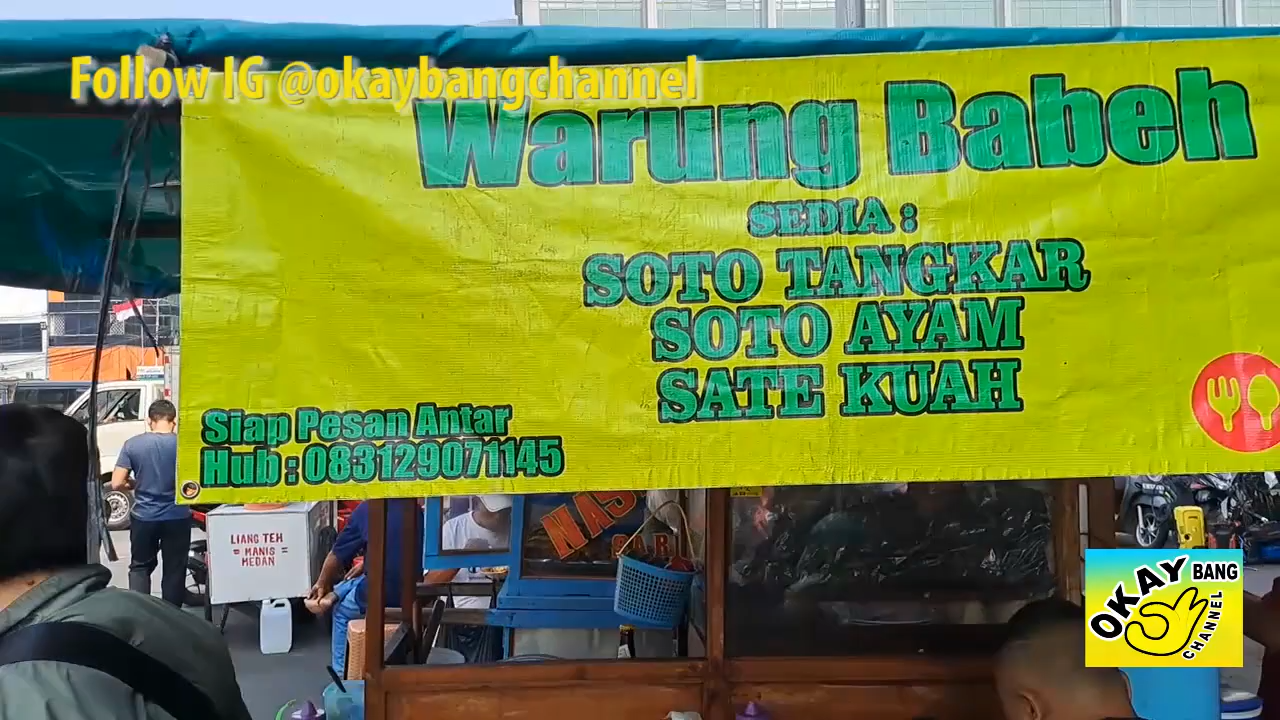 Follow IG @okaybangchannel
Warung Babeh
SEDIA :
SOTO TANGKAR
SOTO AYAM
SATE KUAH
Siap Pesan Antar
Hub : 083129071145
LIANG TEH
MANIS
MEDAN
NAS
OKAY BANG
CHANNEL